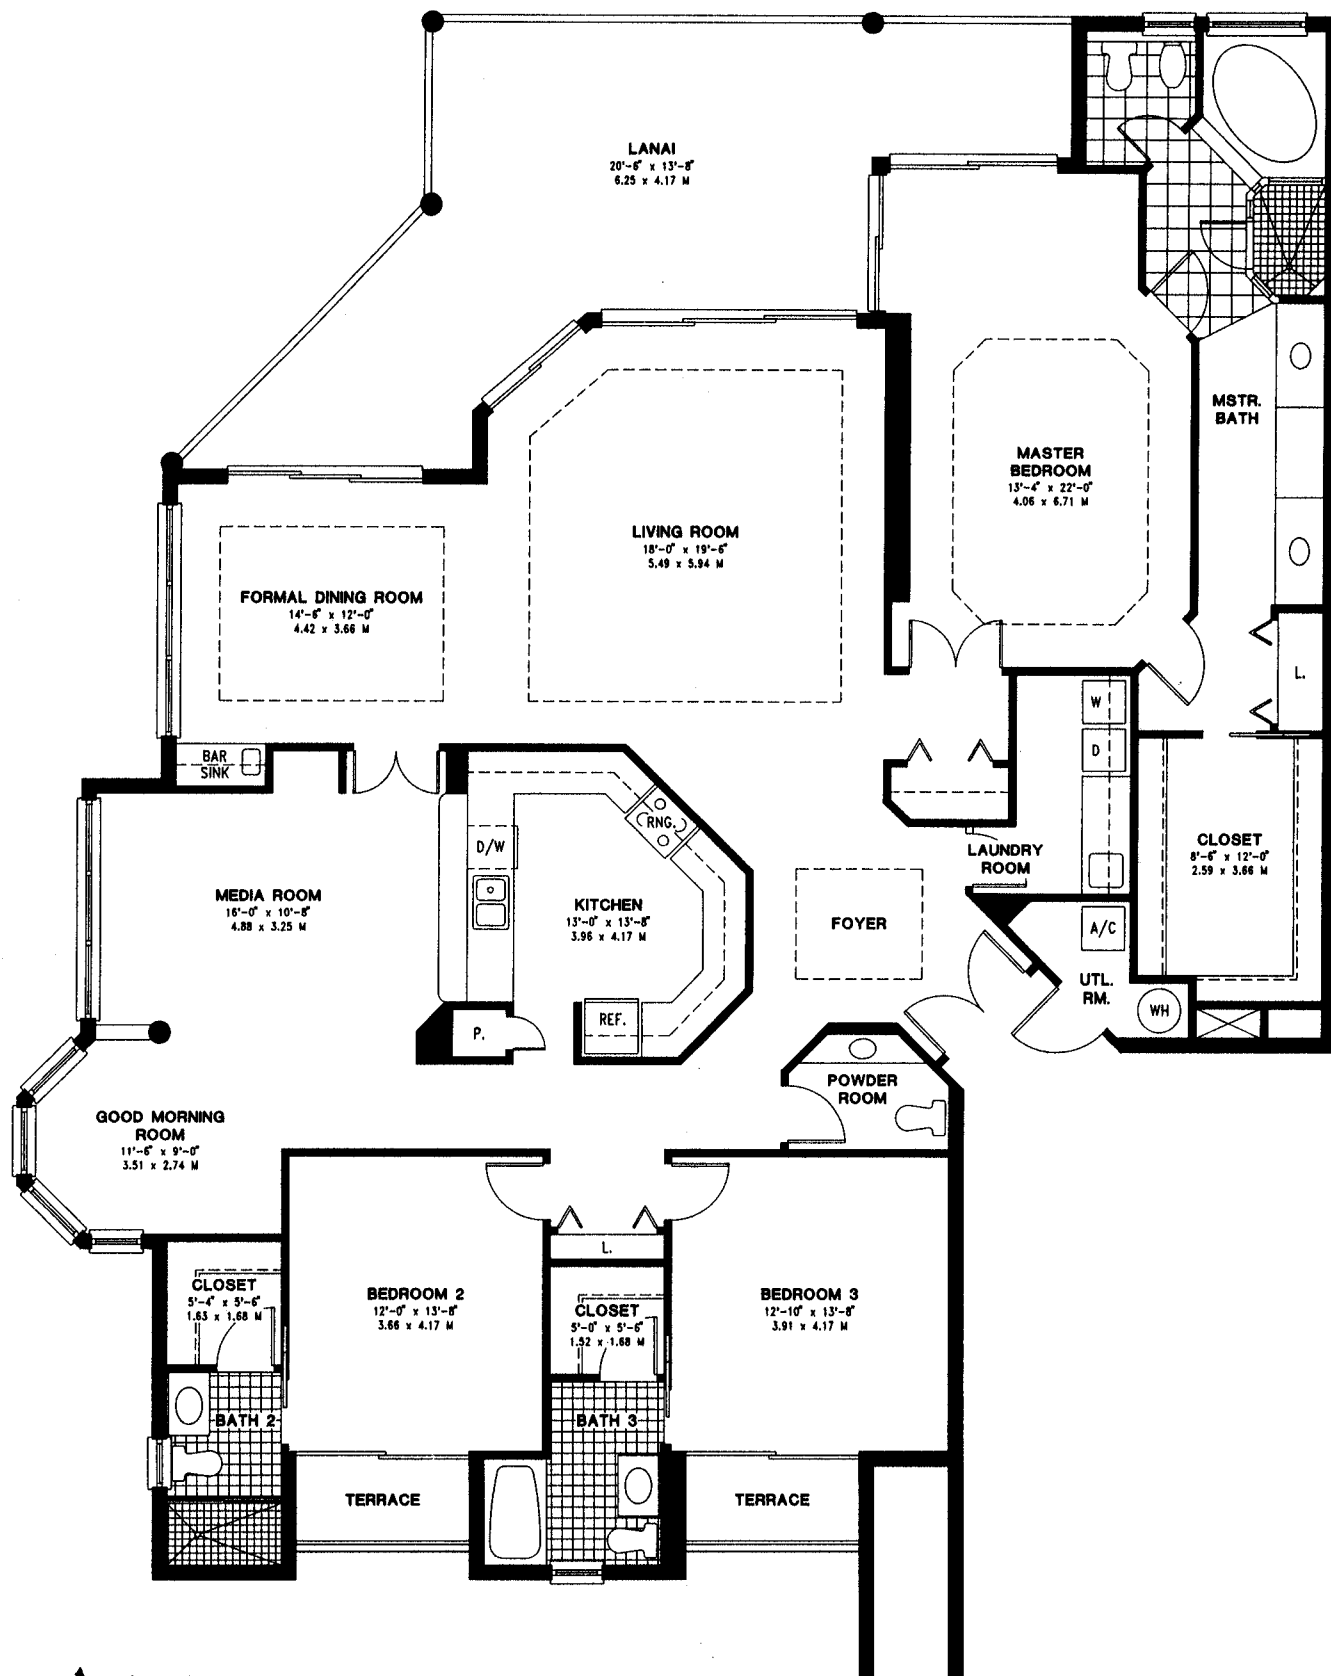 LANAI
20'-6" x 13'-8"
6.25 x 4.17 M
MSTR.
BATH
MASTER
BEDROOM
13'-4" x 22'-0"
4.06 x 6.71 M
LIVING ROOM
18'-0" x 19'-6"
5.49 x 5.94 M
FORMAL DINING ROOM
14'-6" x 12'-0"
4.42 x 3.66 M
L.
W
D
BAR
SINK
RNG.
D/W
LAUNDRY
ROOM
CLOSET
8'-6" x 12'-0"
2.59 x 3.66 M
MEDIA ROOM
16'-0" x 10'-8"
4.88 x 3.25 M
KITCHEN
13'-0" x 13'-8"
3.96 x 4.17 M
FOYER
A/C
UTL.
RM.
WH
REF.
P.
POWDER
ROOM
GOOD MORNING
ROOM
11'-6" x 9'-0"
3.51 x 2.74 M
L.
CLOSET
5'-4" x 5'-6"
1.63 x 1.68 M
BEDROOM 2
12'-0" x 13'-8"
3.66 x 4.17 M
CLOSET
5'-0" x 5'-6"
1.52 x 1.68 M
BEDROOM 3
12'-10" x 13'-8"
3.91 x 4.17 M
BATH 2
BATH 3
TERRACE
TERRACE